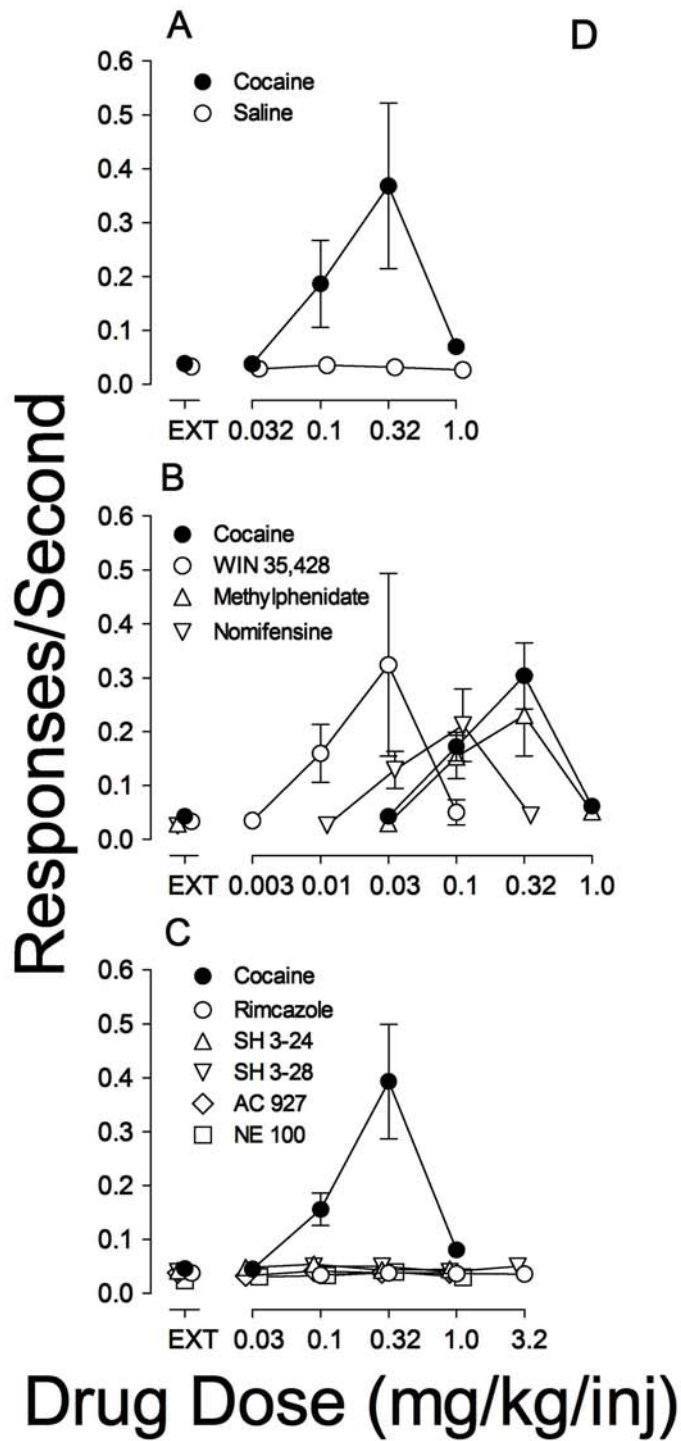 A
D
0.6
0.5
0.4
0.3
0.2
0.1
0.0
Cocaine
Saline
EXT 0.032 0.1 0.32 1.0
B
0.6
0.5
0.4
0.3
0.2
0.1
0.0
Cocaine
WIN 35,428
Methylphenidate
Nomifensine
EXT 0.003 0.01 0.03 0.1 0.32 1.0
C
0.6
0.5
0.4
0.3
0.2
0.1
0.0
Cocaine
Rimcazole
SH 3-24
SH 3-28
AC 927
NE 100
EXT 0.03 0.1 0.32 1.0 3.2
Responses/Second
Drug Dose (mg/kg/inj)